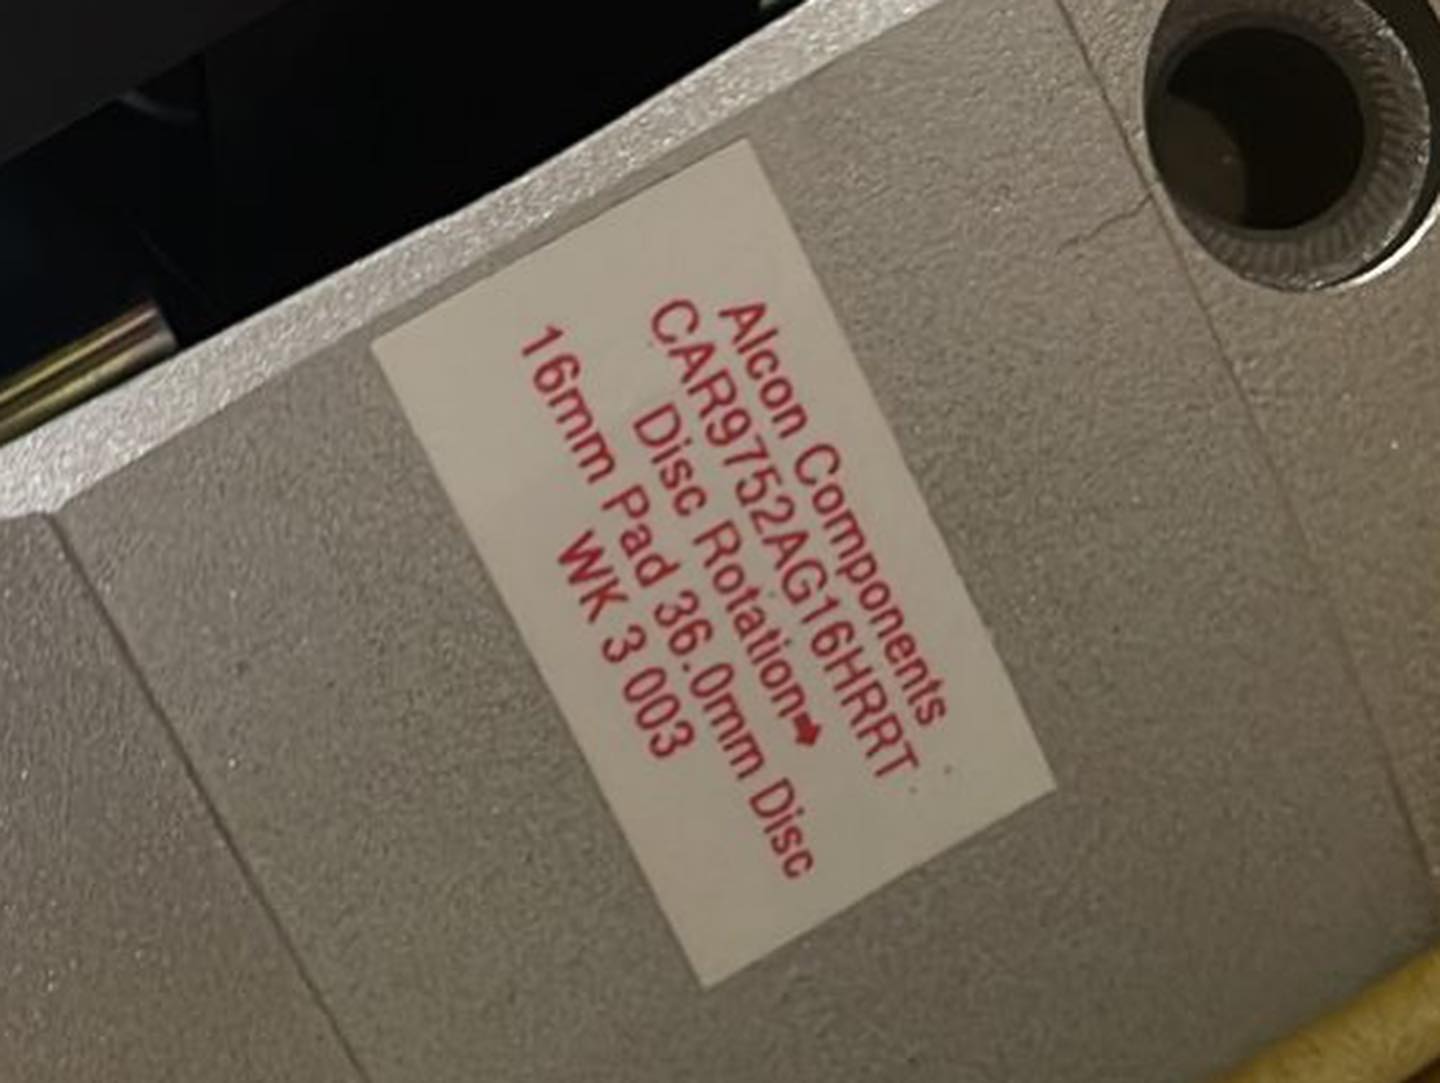 Alcon Components
CAR9752AG16HRRT
Disc Rotation➡
16mm Pad 36.0mm Disc
WK 3 003